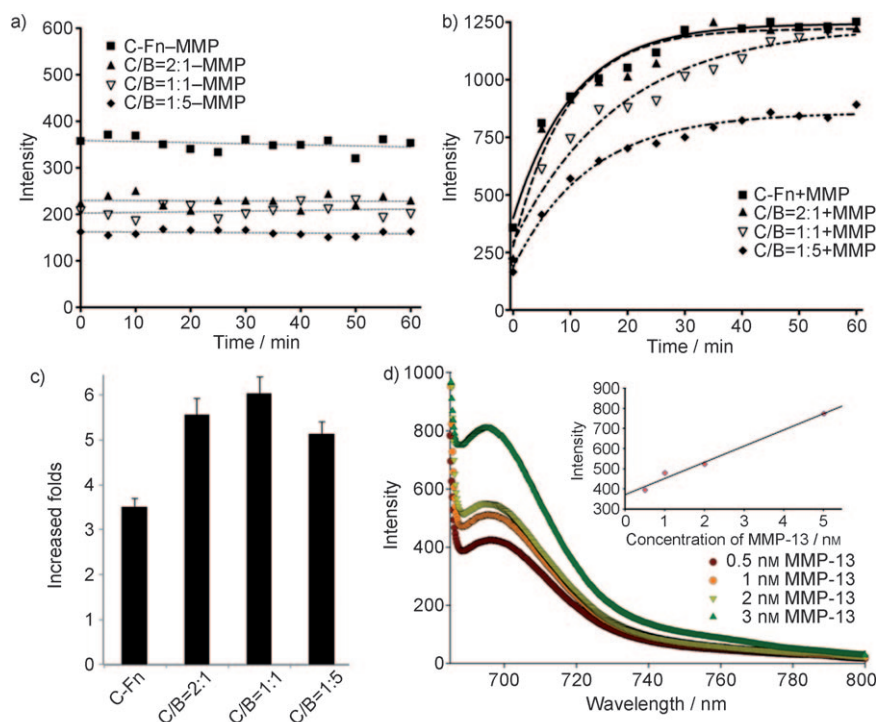 a)
600
500
400
300
200
100
0
Intensity
C-Fn–MMP
C/B=2:1–MMP
C/B=1:1–MMP
C/B=1:5–MMP
0 10 20 30 40 50 60
Time / min
b)
1250
1000
750
500
250
0
Intensity
C-Fn+MMP
C/B=2:1+MMP
C/B=1:1+MMP
C/B=1:5+MMP
0 10 20 30 40 50 60
Time / min
c)
6
5
4
3
2
1
0
Increased folds
C-Fn
C/B=2:1
C/B=1:1
C/B=1:5
d)
1000
800
600
400
200
0
Intensity
900
800
700
600
500
400
300
Intensity
0 1 2 3 4 5
Concentration of MMP-13 / nM
0.5 nM MMP-13
1 nM MMP-13
2 nM MMP-13
3 nM MMP-13
700 720 740 760 780 800
Wavelength / nm